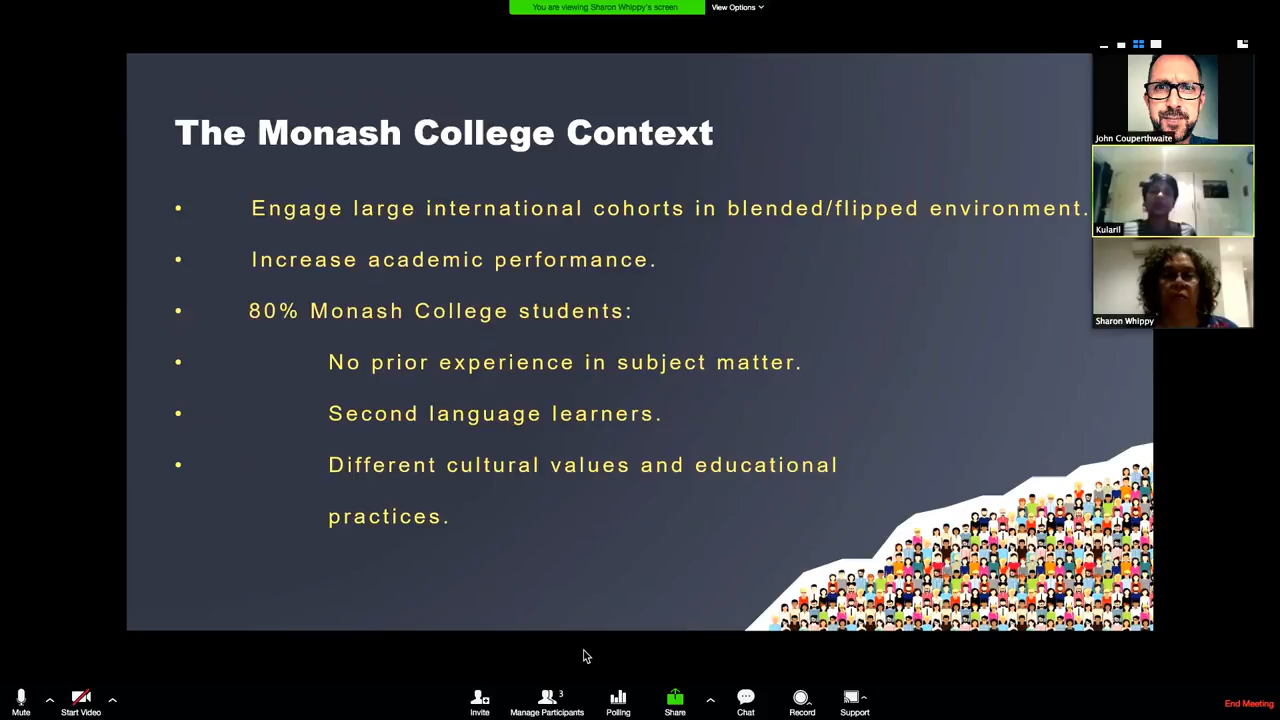 You are viewing Sharon Whippy's screen
View Options
The Monash College Context
• Engage large international cohorts in blended/flipped environment.
• Increase academic performance.
• 80% Monash College students:
• No prior experience in subject matter.
• Second language learners.
• Different cultural values and educational
practices.
John Couperthwaite
Kularil
Sharon Whippy
Mute
Start Video
Invite
3
Manage Participants
Polling
Share
Chat
Record
Support
End Meeting